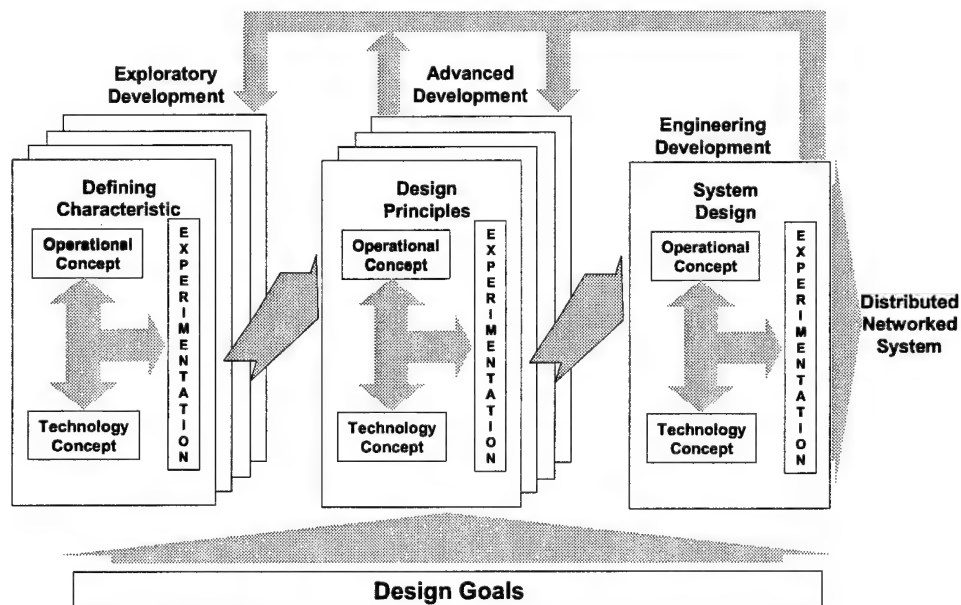 Exploratory
Development
Advanced
Development
Engineering
Development
Defining
Characteristic
Operational
Concept
Technology
Concept
EXPERIMENTATION
Design
Principles
Operational
Concept
Technology
Concept
EXPERIMENTATION
System
Design
Operational
Concept
Technology
Concept
EXPERIMENTATION
Distributed
Networked
System
Design Goals